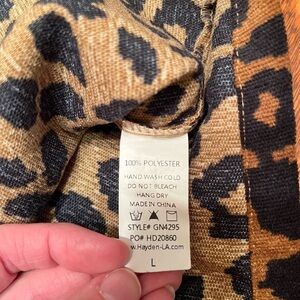 100% POLYESTER
HAND WASH COLD
DO NOT BLEACH
HANG DRY
MADE IN CHINA
STYLE# GN4295
PO# HD20860
w.Hayden-LA.com
L